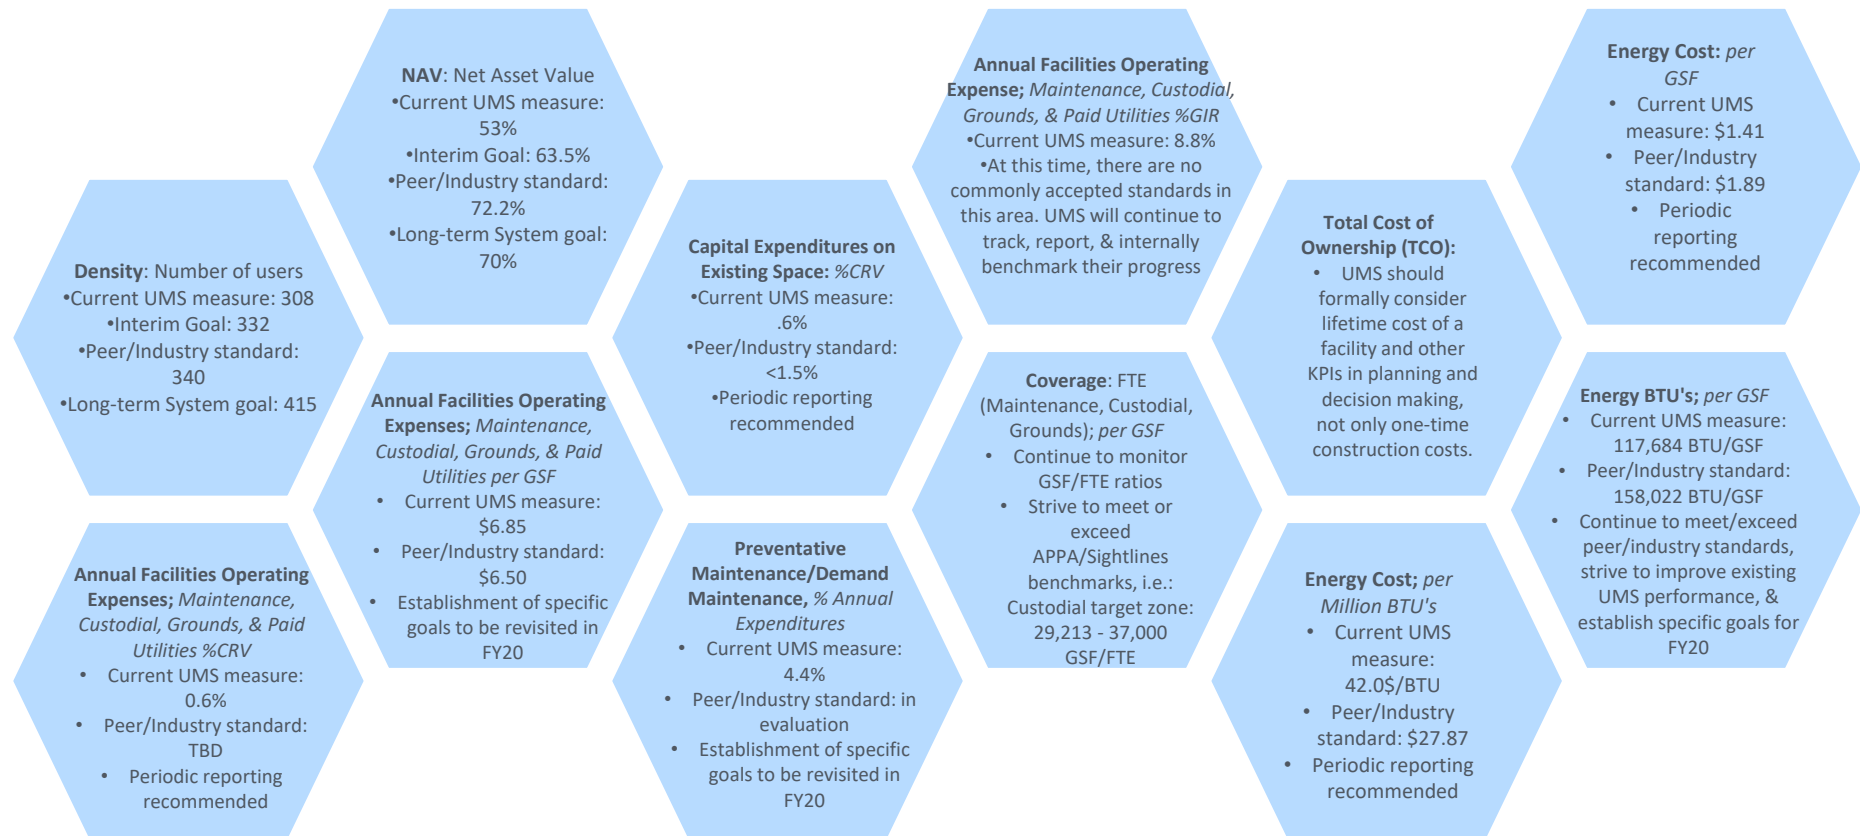 Density: Number of users
•Current UMS measure: 308
•Interim Goal: 332
•Peer/Industry standard:
340
•Long-term System goal: 415
Annual Facilities Operating
Expenses; Maintenance,
Custodial, Grounds, & Paid
Utilities %CRV
• Current UMS measure:
0.6%
• Peer/Industry standard:
TBD
• Periodic reporting
recommended
NAV: Net Asset Value
•Current UMS measure:
53%
•Interim Goal: 63.5%
•Peer/Industry standard:
72.2%
•Long-term System goal:
70%
Annual Facilities Operating
Expenses; Maintenance,
Custodial, Grounds, & Paid
Utilities per GSF
• Current UMS measure:
$6.85
• Peer/Industry standard:
$6.50
• Establishment of specific
goals to be revisited in
FY20
Capital Expenditures on
Existing Space: %CRV
•Current UMS measure:
.6%
•Peer/Industry standard:
<1.5%
•Periodic reporting
recommended
Preventative
Maintenance/Demand
Maintenance, % Annual
Expenditures
• Current UMS measure:
4.4%
• Peer/Industry standard: in
evaluation
• Establishment of specific
goals to be revisited in
FY20
Annual Facilities Operating
Expense; Maintenance, Custodial,
Grounds, & Paid Utilities %GIR
•Current UMS measure: 8.8%
•At this time, there are no
commonly accepted standards in
this area. UMS will continue to
track, report, & internally
benchmark their progress
Coverage: FTE
(Maintenance, Custodial,
Grounds); per GSF
• Continue to monitor
GSF/FTE ratios
• Strive to meet or
exceed
APPA/Sightlines
benchmarks, i.e.:
Custodial target zone:
29,213 - 37,000
GSF/FTE
Total Cost of
Ownership (TCO):
• UMS should
formally consider
lifetime cost of a
facility and other
KPIs in planning and
decision making,
not only one-time
construction costs.
Energy Cost; per
Million BTU's
• Current UMS
measure:
42.0$/BTU
• Peer/Industry
standard: $27.87
• Periodic reporting
recommended
Energy Cost: per
GSF
• Current UMS
measure: $1.41
• Peer/Industry
standard: $1.89
• Periodic
reporting
recommended
Energy BTU's; per GSF
• Current UMS measure:
117,684 BTU/GSF
• Peer/Industry standard:
158,022 BTU/GSF
• Continue to meet/exceed
peer/industry standards,
strive to improve existing
UMS performance, &
establish specific goals for
FY20